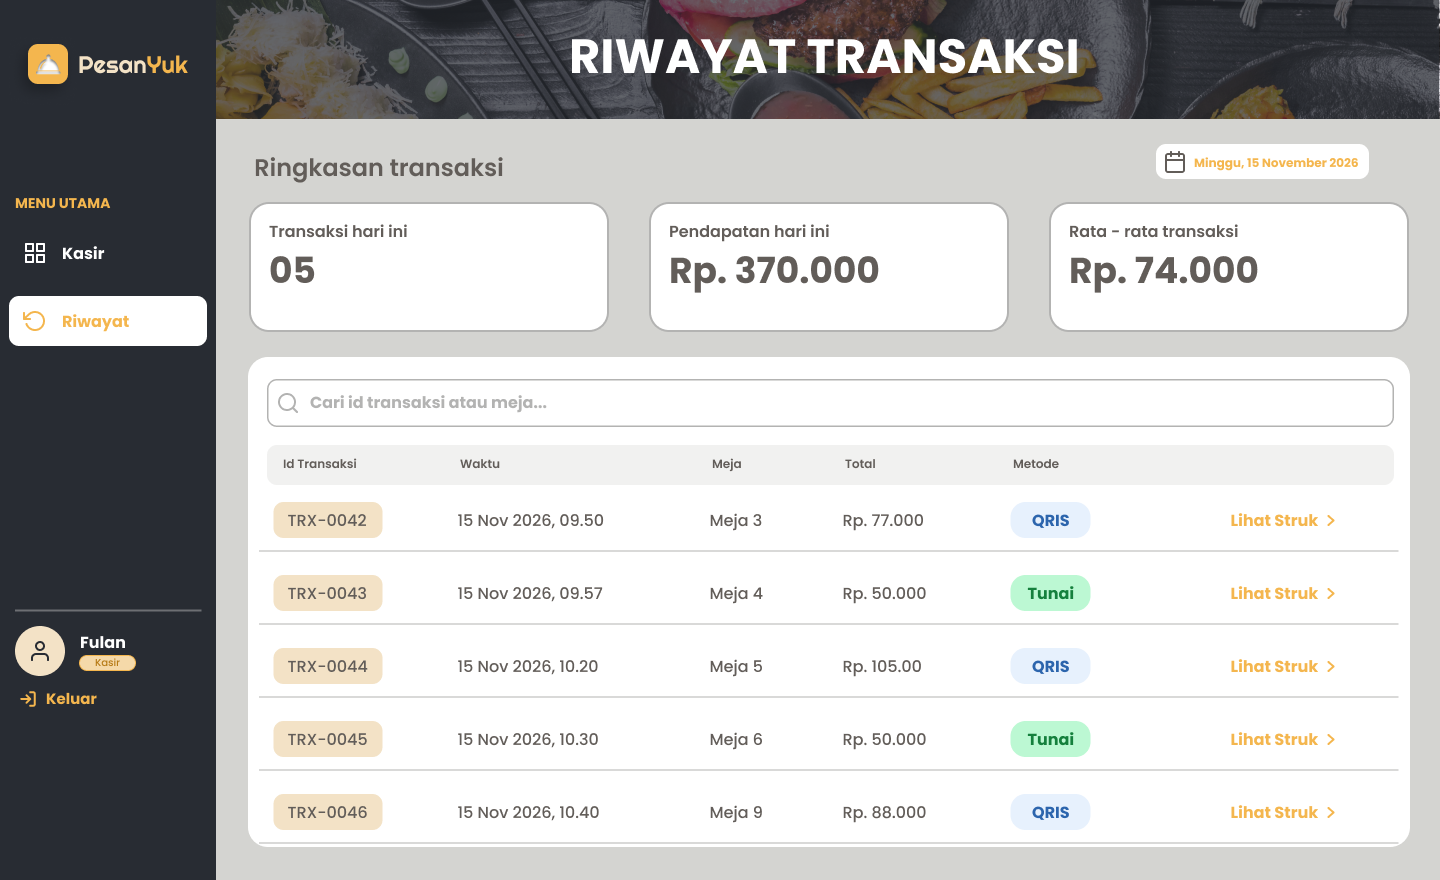 PesanYuk
RIWAYAT TRANSAKSI
MENU UTAMA
Kasir
Riwayat
Fulan
Kasir
Keluar
Ringkasan transaksi
Minggu, 15 November 2026
Transaksi hari ini
05
Pendapatan hari ini
Rp. 370.000
Rata - rata transaksi
Rp. 74.000
Cari id transaksi atau meja...
Id Transaksi Waktu Meja Total Metode
TRX-0042 15 Nov 2026, 09.50 Meja 3 Rp. 77.000 QRIS Lihat Struk
TRX-0043 15 Nov 2026, 09.57 Meja 4 Rp. 50.000 Tunai Lihat Struk
TRX-0044 15 Nov 2026, 10.20 Meja 5 Rp. 105.00 QRIS Lihat Struk
TRX-0045 15 Nov 2026, 10.30 Meja 6 Rp. 50.000 Tunai Lihat Struk
TRX-0046 15 Nov 2026, 10.40 Meja 9 Rp. 88.000 QRIS Lihat Struk